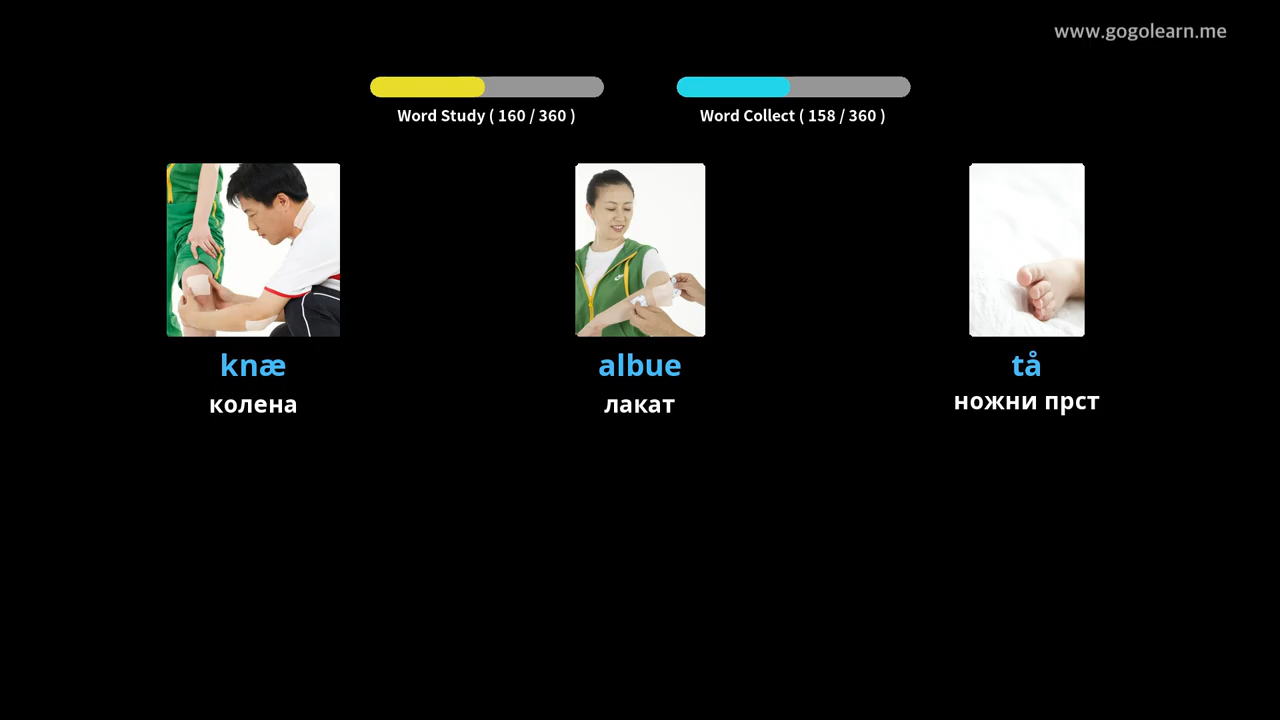 www.gogolearn.me
Word Study ( 160 / 360 )
Word Collect ( 158 / 360 )
knæ
albue
tå
колена
лакат
ножни прст